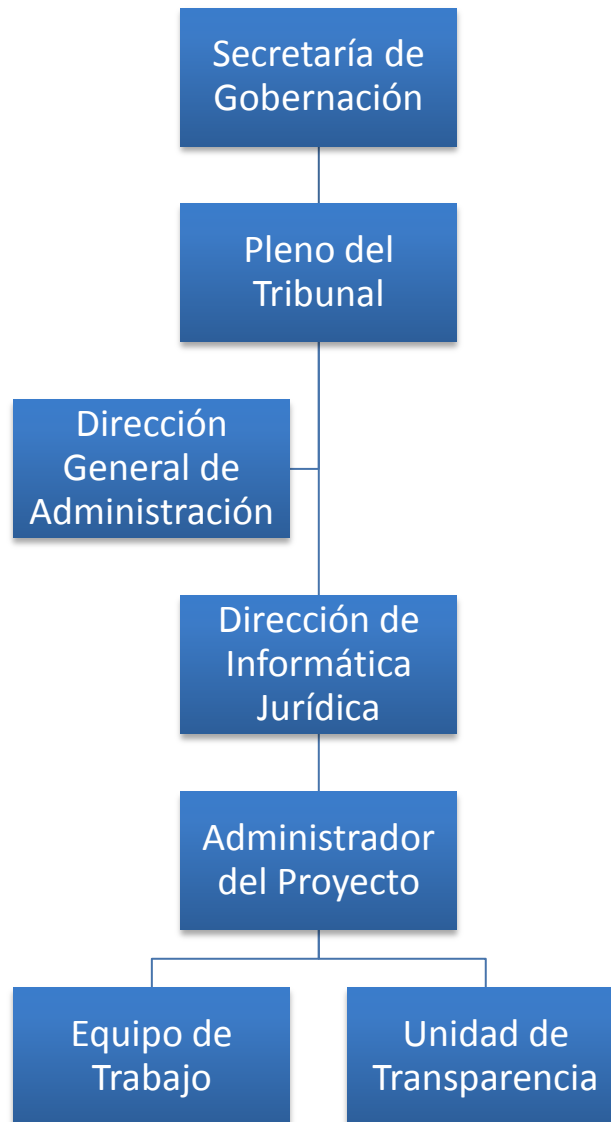 Secretaría de
Gobernación
Pleno del
Tribunal
Dirección
General de
Administración
Dirección de
Informática
Jurídica
Administrador
del Proyecto
Equipo de
Trabajo
Unidad de
Transparencia